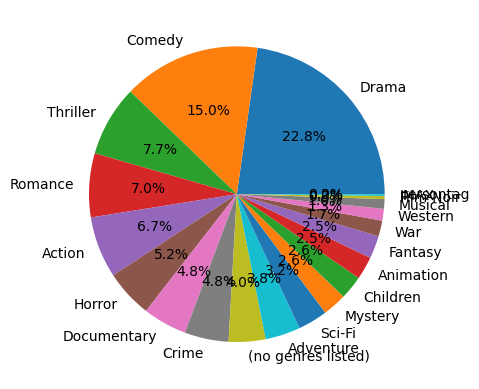 Drama
22.8%
Comedy
15.0%
Thriller
7.7%
Romance
7.0%
Action
6.7%
Horror
5.2%
Documentary
4.8%
Crime
4.8%
(no genres listed)
4.0%
Adventure
3.8%
Sci-Fi
3.2%
Mystery
2.6%
Children
2.6%
Animation
2.5%
Fantasy
2.5%
War
1.7%
Western
Musical